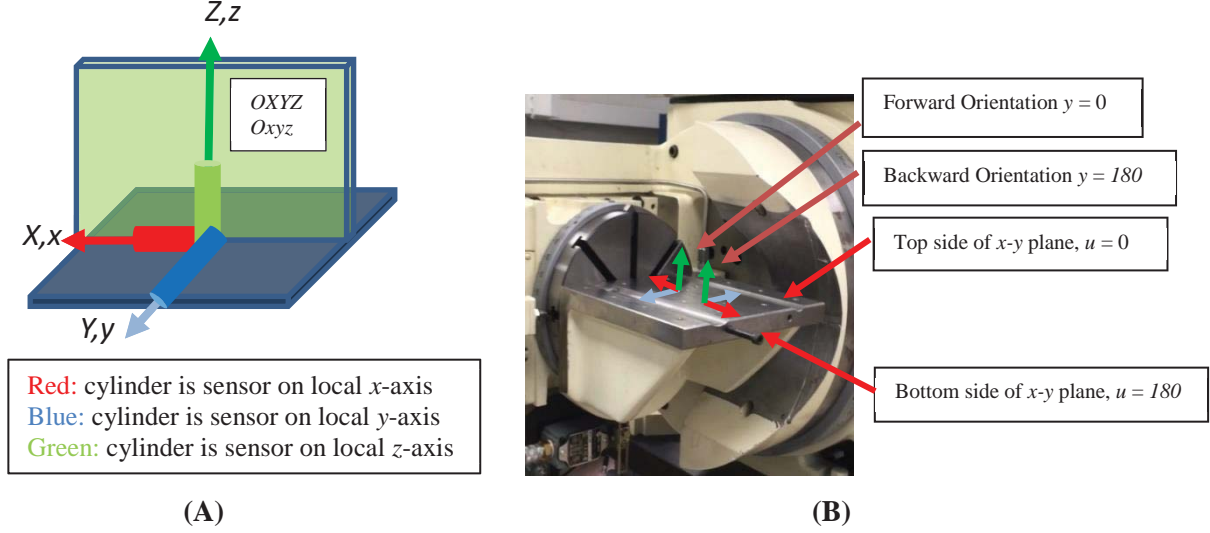 Z,z
OXYZ
Oxyz
X,x
Y,y
Red: cylinder is sensor on local x-axis
Blue: cylinder is sensor on local y-axis
Green: cylinder is sensor on local z-axis
(A)
Forward Orientation y = 0
Backward Orientation y = 180
Top side of x-y plane, u = 0
Bottom side of x-y plane, u = 180
(B)